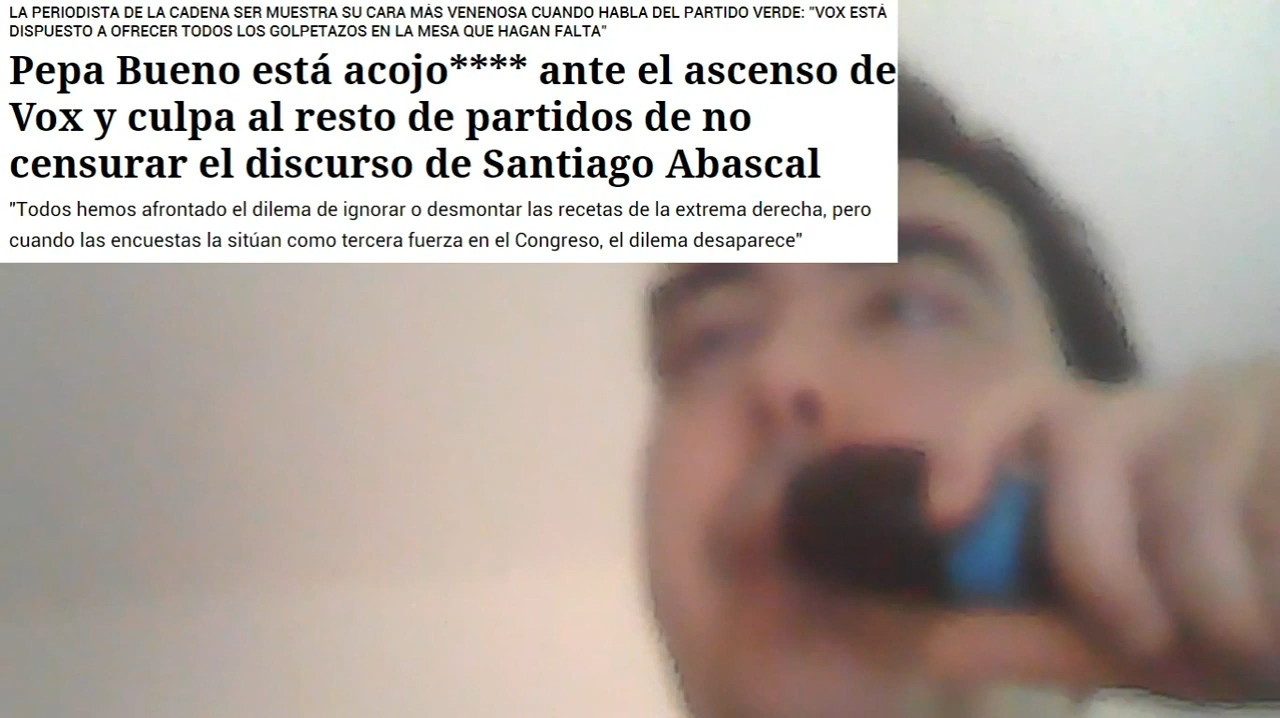 LA PERIODISTA DE LA CADENA SER MUESTRA SU CARA MÁS VENENOSA CUANDO HABLA DEL PARTIDO VERDE: "VOX ESTÁ
DISPUESTO A OFRECER TODOS LOS GOLPETAZOS EN LA MESA QUE HAGAN FALTA"
Pepa Bueno está acojo**** ante el ascenso de
Vox y culpa al resto de partidos de no
censurar el discurso de Santiago Abascal
"Todos hemos afrontado el dilema de ignorar o desmontar las recetas de la extrema derecha, pero
cuando las encuestas la sitúan como tercera fuerza en el Congreso, el dilema desaparece"